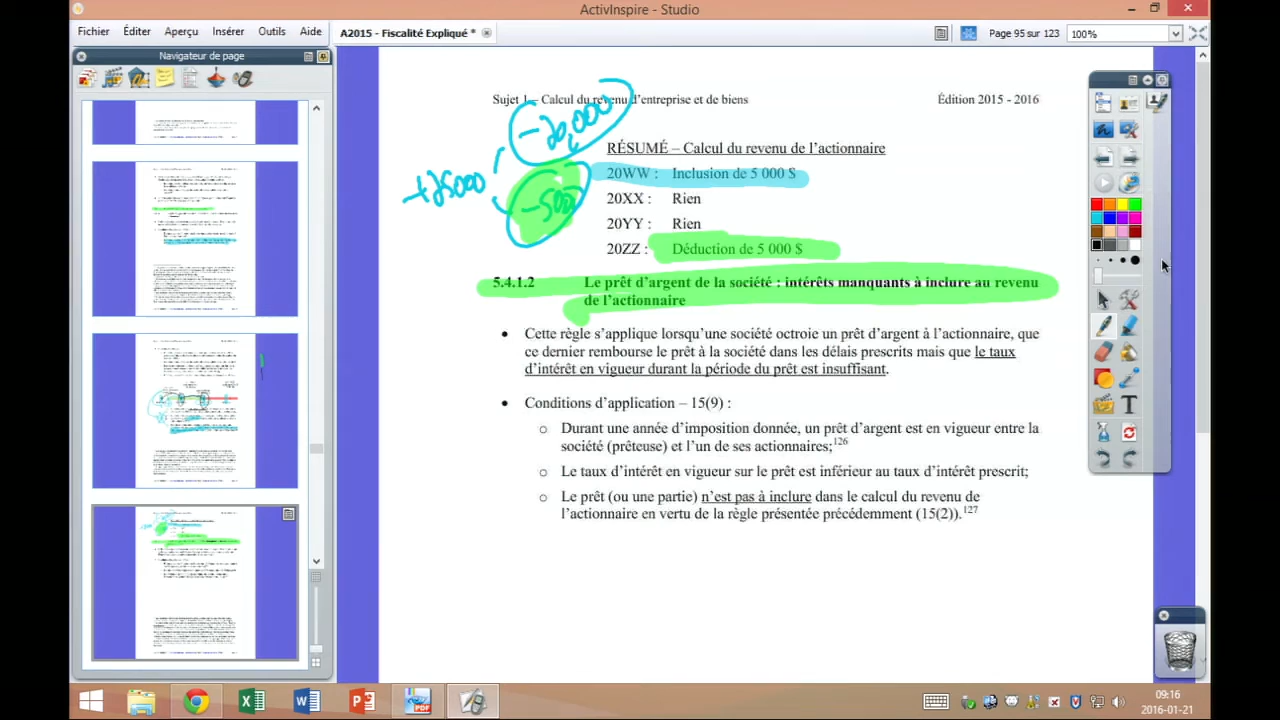 ActivInspire - Studio
Fichier Éditer Aperçu Insérer Outils Aide
A2015 - Fiscalité Expliqué *
Page 95 sur 123
100%
Navigateur de page
Sujet 1 – Calcul du revenu d'entreprise et de biens
Édition 2015 - 2016
-20,000
+25000
-5000
RÉSUMÉ – Calcul du revenu de l'actionnaire
20WW : Inclusion de 5 000 $
20XX : Rien
20YY : Rien
20ZZ : Déduction de 5 000 $
5.4.1.2 Le prêt d'argent de la société : intérêts manquants à inclure au revenu
de l'actionnaire
• Cette règle s'applique lorsqu'une société octroie un prêt d'argent à l'actionnaire, que
ce dernier rembourse le prêt à la société dans les délais prescrits mais que le taux
d'intérêt en vigueur durant la période du prêt est insuffisant.
• Conditions d'application – 15(9) :
o Durant une année d'imposition donnée, un prêt d'argent est en vigueur entre la
société (prêteur) et l'un de ses actionnaires;126
o Le taux d'intérêt en vigueur sur le prêt est inférieur au taux d'intérêt prescrit;
o Le prêt (ou une partie) n'est pas à inclure dans le calcul du revenu de
l'actionnaire en vertu de la règle présentée précédemment (15(2)).127
09:16
2016-01-21